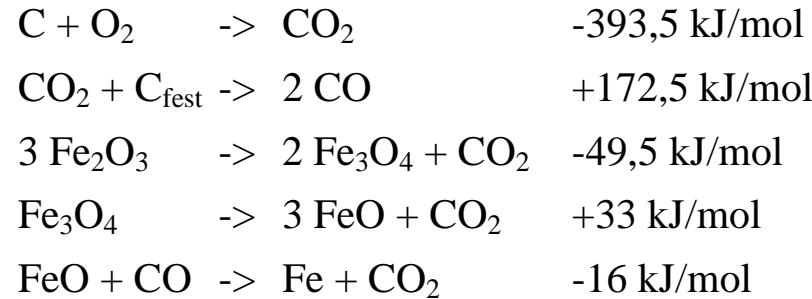 C + O₂ -> CO₂ -393,5 kJ/mol
CO₂ + C_fest -> 2 CO +172,5 kJ/mol
3 Fe₂O₃ -> 2 Fe₃O₄ + CO₂ -49,5 kJ/mol
Fe₃O₄ -> 3 FeO + CO₂ +33 kJ/mol
FeO + CO -> Fe + CO₂ -16 kJ/mol